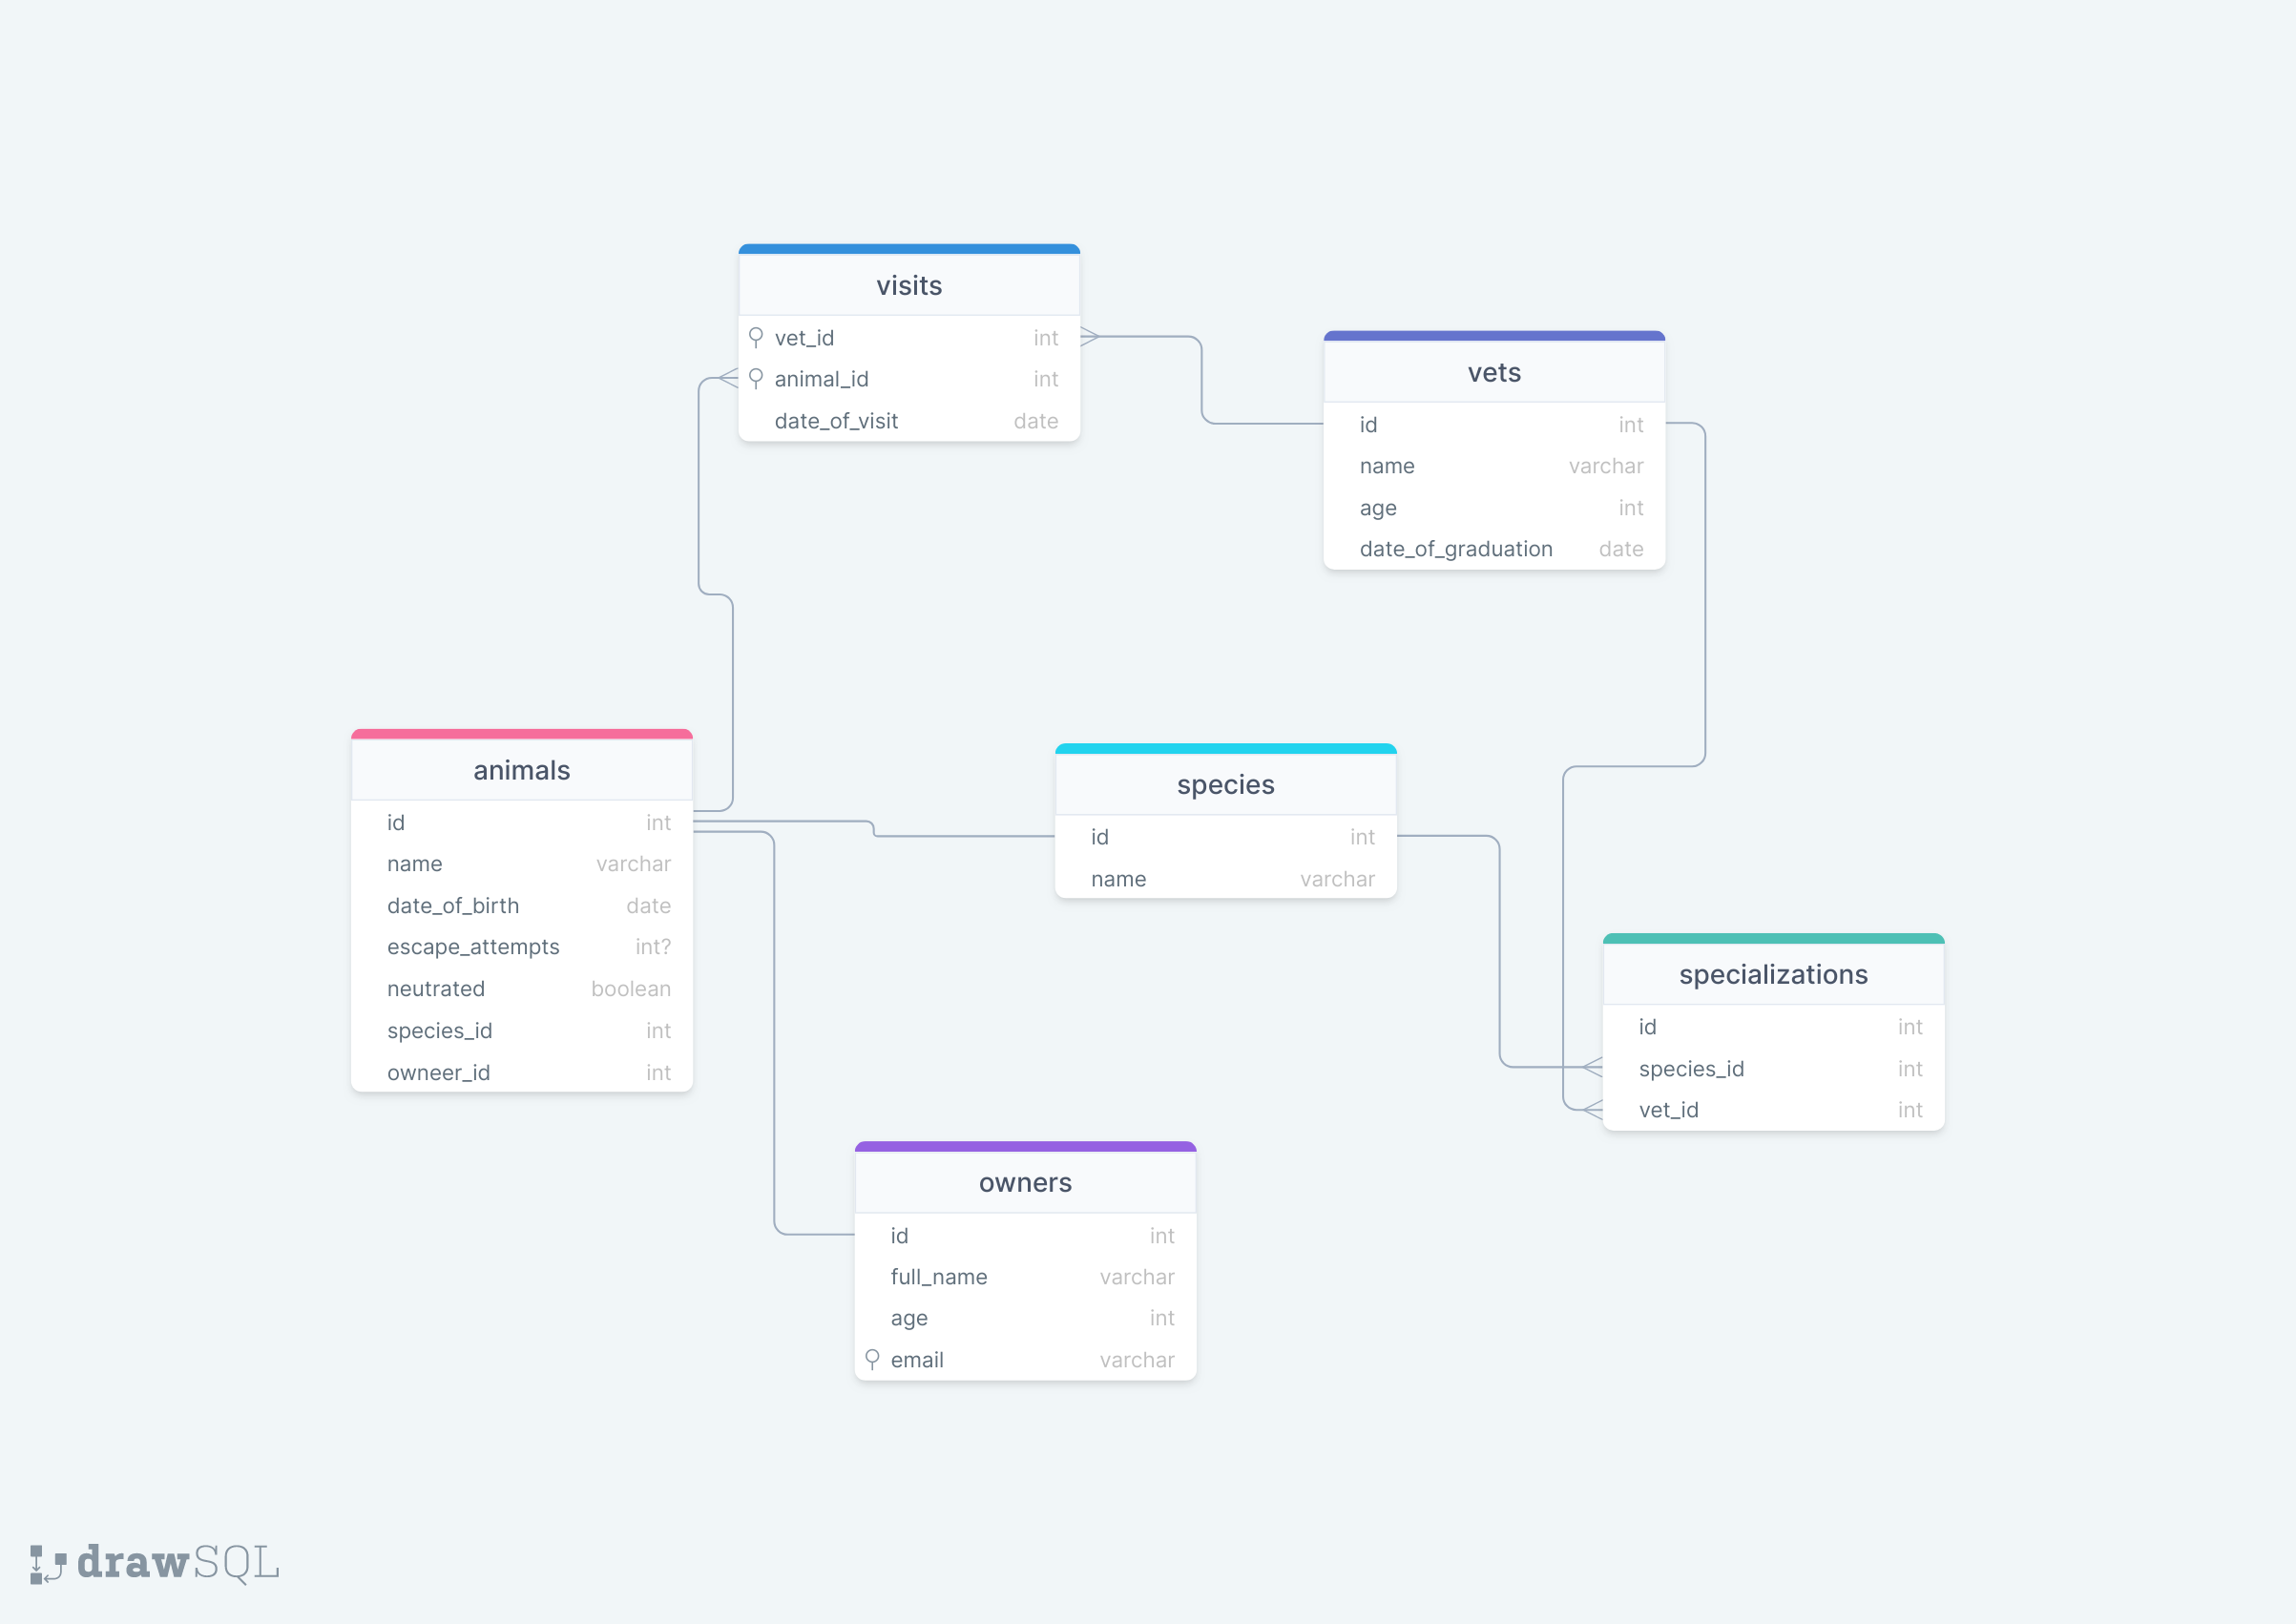 visits
vet_id int
animal_id int
date_of_visit date
vets
id int
name varchar
age int
date_of_graduation date
animals
id int
name varchar
date_of_birth date
escape_attempts int?
neutrated boolean
species_id int
owneer_id int
species
id int
name varchar
specializations
id int
species_id int
vet_id int
owners
id int
full_name varchar
age int
email varchar
drawSQL